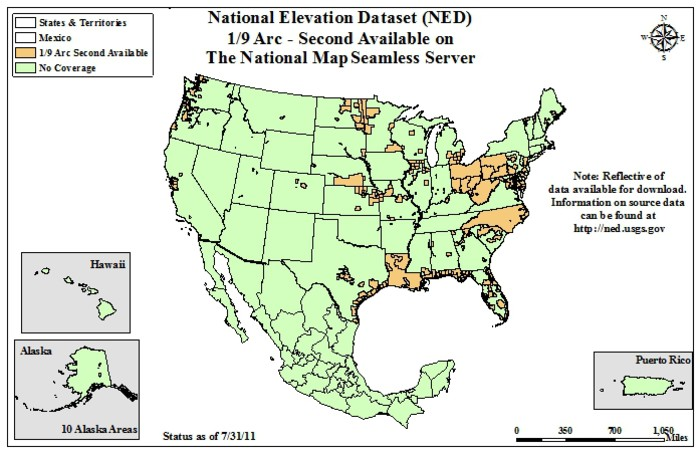 National Elevation Dataset (NED)
1/9 Arc - Second Available on
The National Map Seamless Server
States & Territories
Mexico
1/9 Arc Second Available
No Coverage
N
W
E
S
Note: Reflective of
data available for download.
Information on source data
can be found at
http://ned.usgs.gov
Hawaii
Alaska
10 Alaska Areas
Puerto Rico
Status as of 7/31/11
0 350 700 1,050
Miles